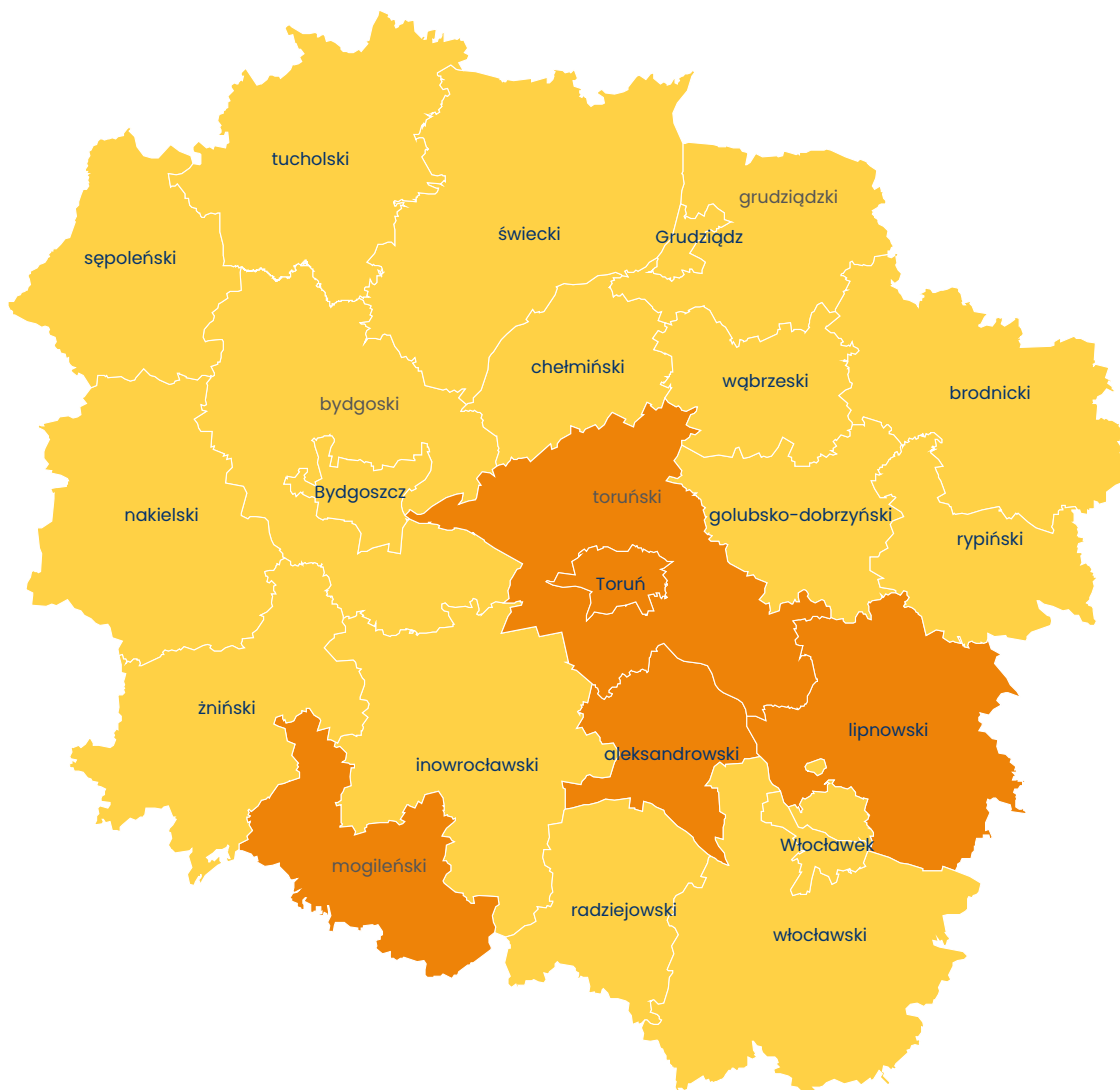 tucholski
grudziądzki
świecki
Grudziądz
sępoleński
chełmiński
wąbrzeski
brodnicki
bydgoski
Bydgoszcz
toruński
nakielski
golubsko-dobrzyński
rypiński
Toruń
żniński
lipnowski
aleksandrowski
inowrocławski
Włocławek
mogileński
radziejowski
włocławski